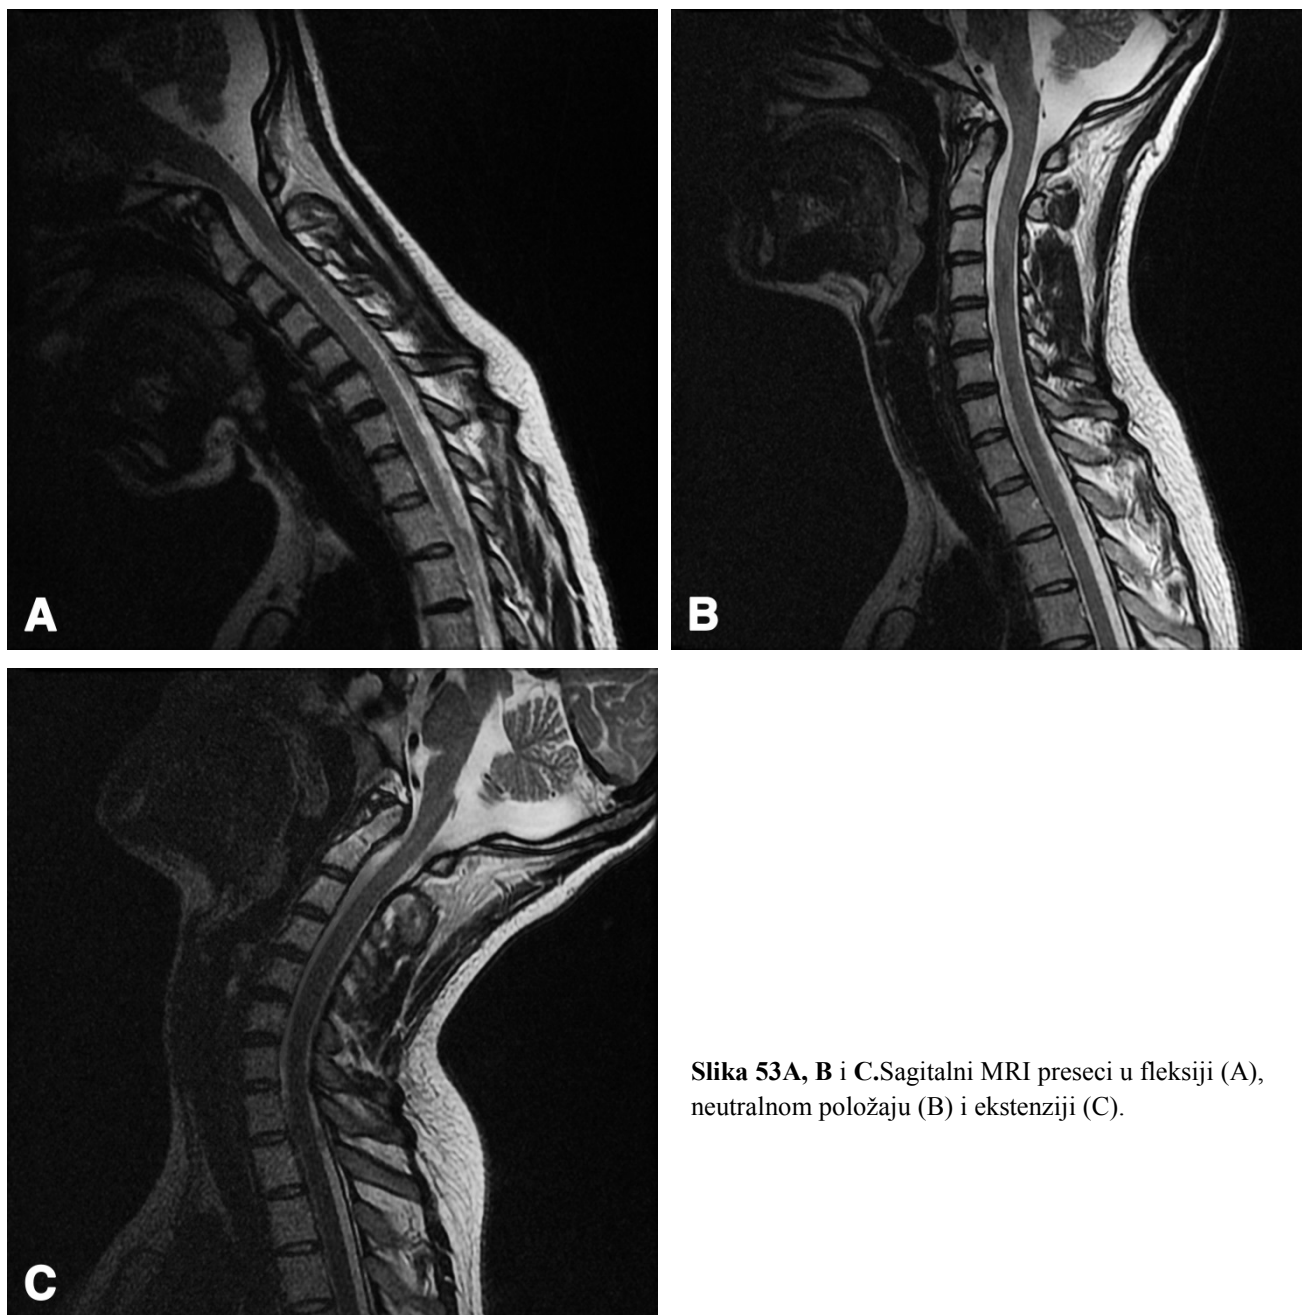 A
B
C
Slika 53A, B i C.Sagitalni MRI preseci u fleksiji (A),
neutralnom položaju (B) i ekstenziji (C).